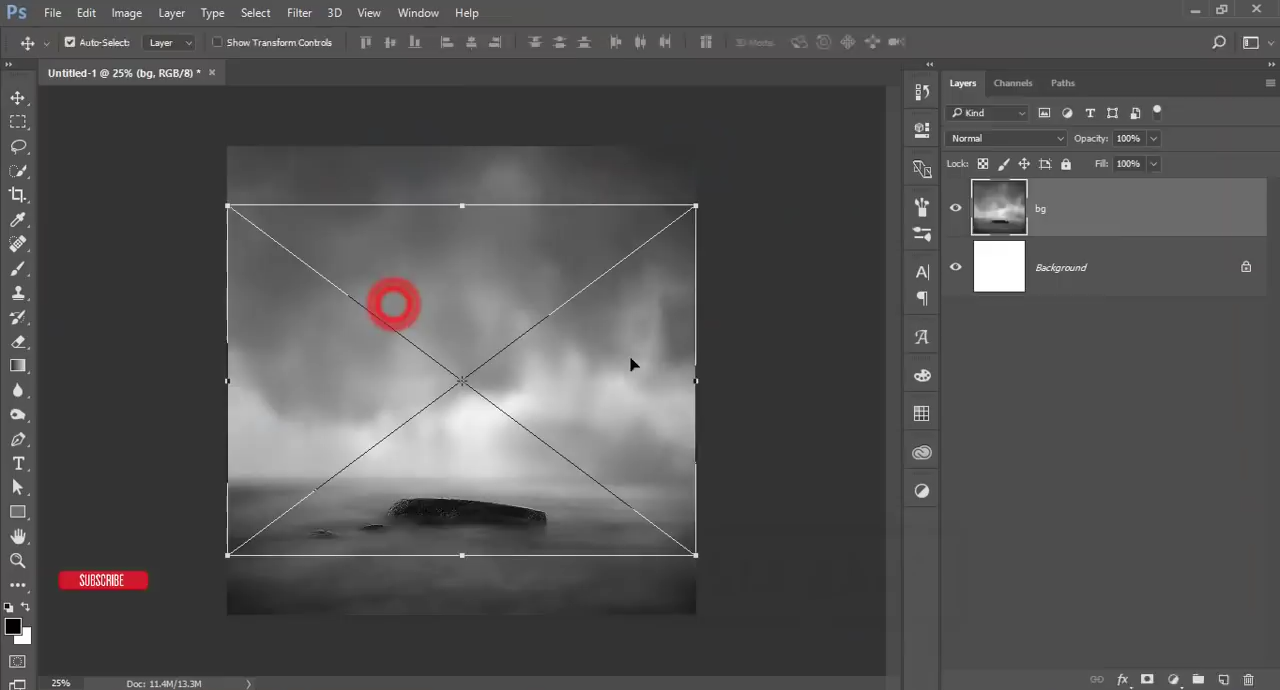 Ps File Edit Image Layer Type Select Filter 3D View Window Help
Auto-Select: Layer Show Transform Controls 3D Mode:
Untitled-1 @ 25% (bg, RGB/8) * ×
Layers Channels Paths
Kind
Normal Opacity: 100%
Lock: Fill: 100%
bg
Background
SUBSCRIBE
25% Doc: 11.4M/13.3M